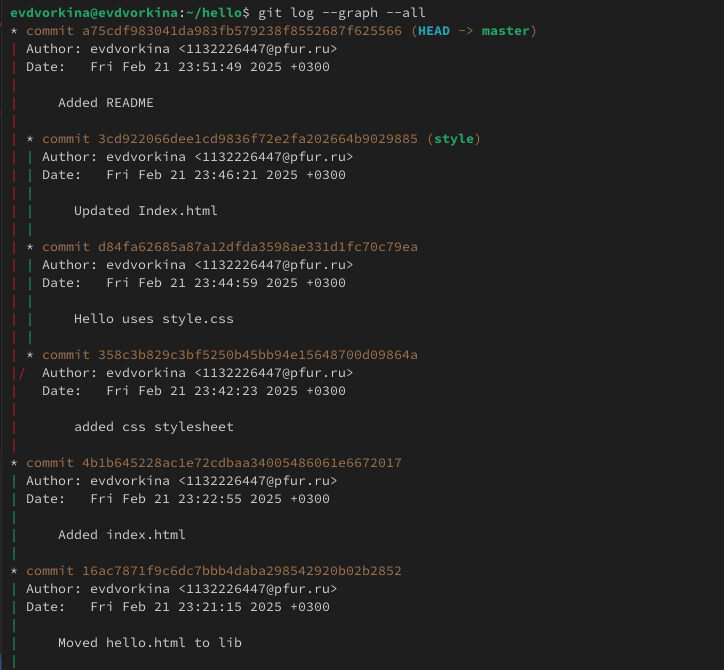 evdvorkina@evdvorkina:~/hello$ git log --graph --all
* commit a75cdf983041da983fb579238f8552687f625566 (HEAD -> master)
| Author: evdvorkina <1132226447@pfur.ru>
| Date:   Fri Feb 21 23:51:49 2025 +0300
|
|     Added README
|
| * commit 3cd922066dee1cd9836f72e2fa202664b9029885 (style)
| | Author: evdvorkina <1132226447@pfur.ru>
| | Date:   Fri Feb 21 23:46:21 2025 +0300
| |
| |     Updated Index.html
| |
| * commit d84fa62685a87a12dfda3598ae331d1fc70c79ea
| | Author: evdvorkina <1132226447@pfur.ru>
| | Date:   Fri Feb 21 23:44:59 2025 +0300
| |
| |     Hello uses style.css
| |
| * commit 358c3b829c3bf5250b45bb94e15648700d09864a
|/  Author: evdvorkina <1132226447@pfur.ru>
|   Date:   Fri Feb 21 23:42:23 2025 +0300
|
|       added css stylesheet
|
* commit 4b1b645228ac1e72cdbaa34005486061e6672017
| Author: evdvorkina <1132226447@pfur.ru>
| Date:   Fri Feb 21 23:22:55 2025 +0300
|
|     Added index.html
|
* commit 16ac7871f9c6dc7bbb4daba298542920b02b2852
| Author: evdvorkina <1132226447@pfur.ru>
| Date:   Fri Feb 21 23:21:15 2025 +0300
|
|     Moved hello.html to lib
|